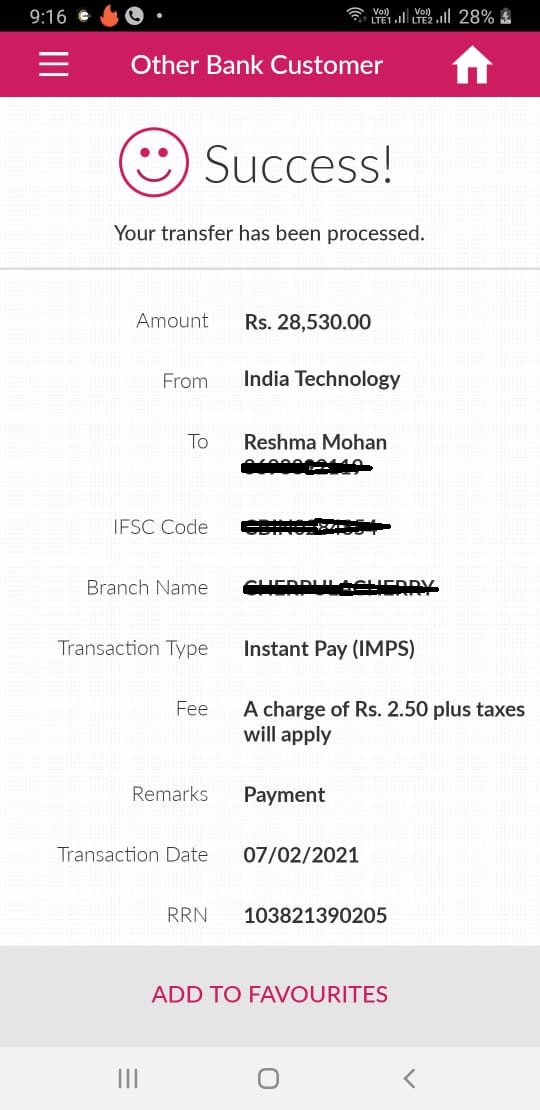 9:16
Vo)) LTE1 Vo)) LTE2 28%
Other Bank Customer
Success!
Your transfer has been processed.
Amount Rs. 28,530.00
From India Technology
To Reshma Mohan
IFSC Code
Branch Name
Transaction Type Instant Pay (IMPS)
Fee A charge of Rs. 2.50 plus taxes
will apply
Remarks Payment
Transaction Date 07/02/2021
RRN 103821390205
ADD TO FAVOURITES